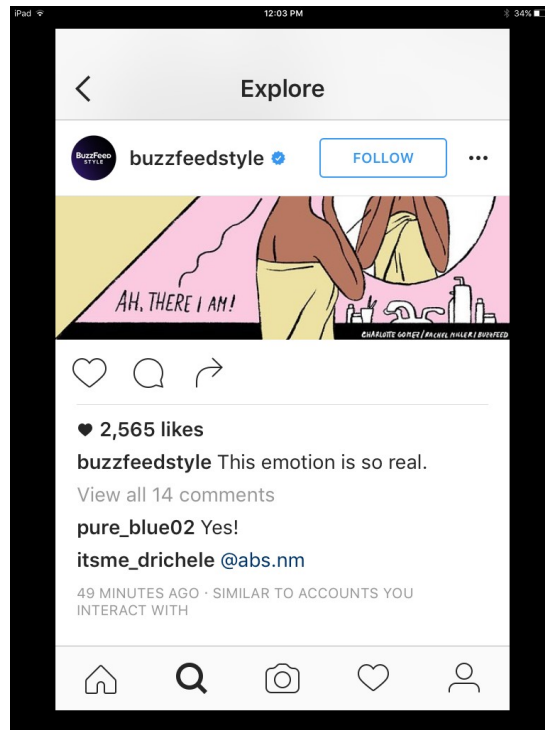 iPad 12:03 PM 34%
Explore
BuzzFeed
STYLE
buzzfeedstyle FOLLOW
AH, THERE I AM!
CHARLOTTE GOMEZ/RACHEL MILLER/BUZZFEED
2,565 likes
buzzfeedstyle This emotion is so real.
View all 14 comments
pure_blue02 Yes!
itsme_drichele @abs.nm
49 MINUTES AGO · SIMILAR TO ACCOUNTS YOU
INTERACT WITH